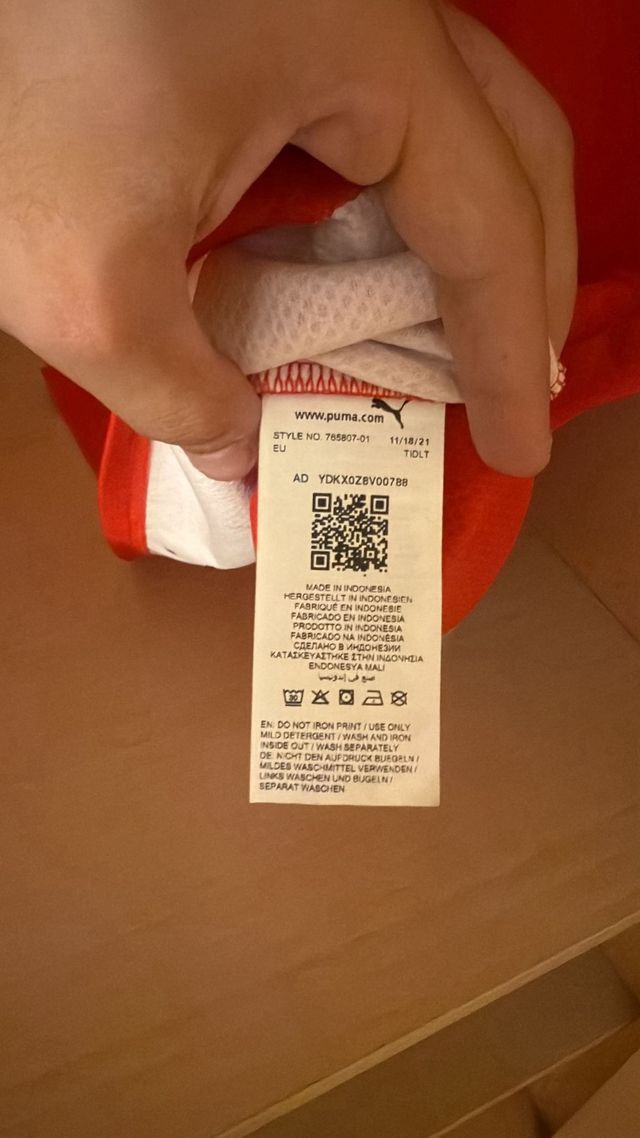 www.puma.com
STYLE NO. 765807-01 11/18/21
EU TIDLT
AD YDKX0Z8V00788
MADE IN INDONESIA
HERGESTELLT IN INDONESIEN
FABRIQUÉ EN INDONESIE
FABRICADO EN INDONESIA
PRODOTTO IN INDONESIA
FABRICADO NA INDONÉSIA
СДЕЛАНО В ИНДОНЕЗИИ
ΚΑΤΑΣΚΕΥΑΣΤΗΚΕ ΣΤΗΝ ΙΝΔΟΝΗΣΙΑ
ENDONESYA MALI
صنع في إندونيسيا
30
EN: DO NOT IRON PRINT / USE ONLY
MILD DETERGENT / WASH AND IRON
INSIDE OUT / WASH SEPARATELY
DE: NICHT DEN AUFDRUCK BUEGELN /
MILDES WASCHMITTEL VERWENDEN /
LINKS WASCHEN UND BUGELN /
SEPARAT WASCHEN